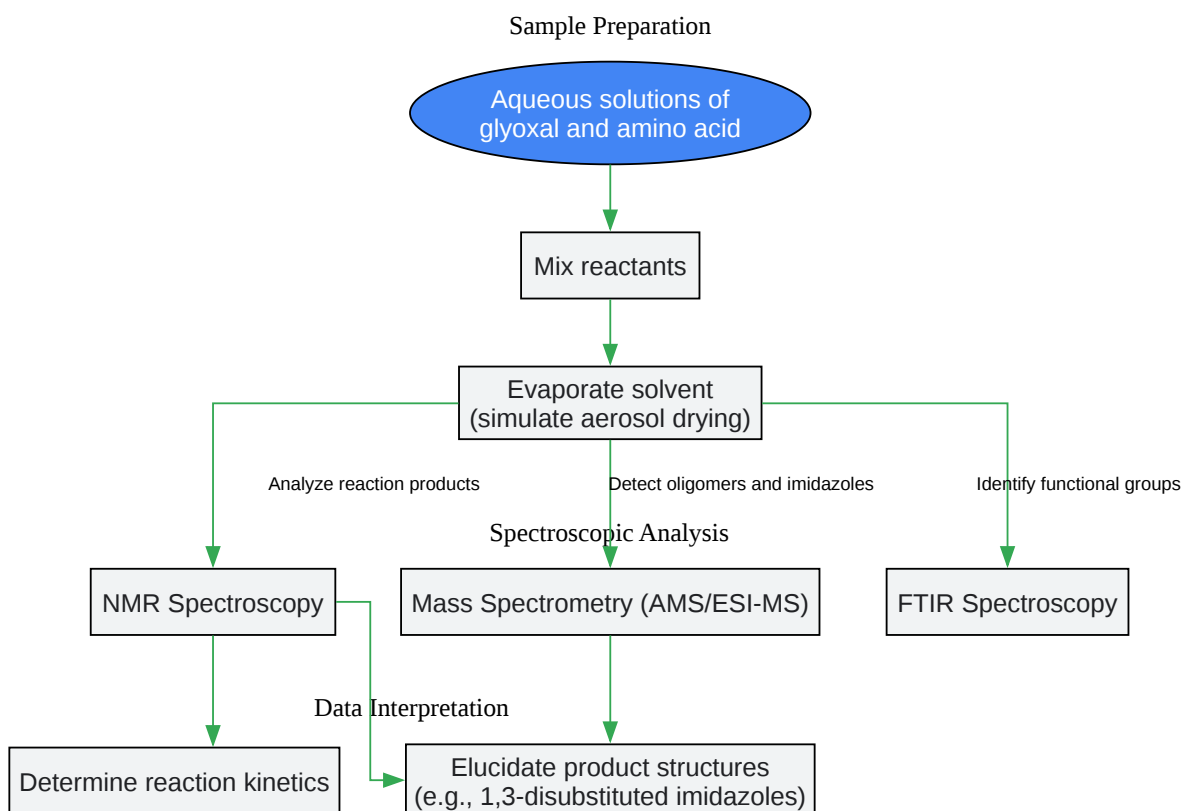 Sample Preparation
Aqueous solutions of
glyoxal and amino acid
Mix reactants
Evaporate solvent
(simulate aerosol drying)
Analyze reaction products
Detect oligomers and imidazoles
Identify functional groups
Spectroscopic Analysis
NMR Spectroscopy
Mass Spectrometry (AMS/ESI-MS)
FTIR Spectroscopy
Data Interpretation
Determine reaction kinetics
Elucidate product structures
(e.g., 1,3-disubstituted imidazoles)